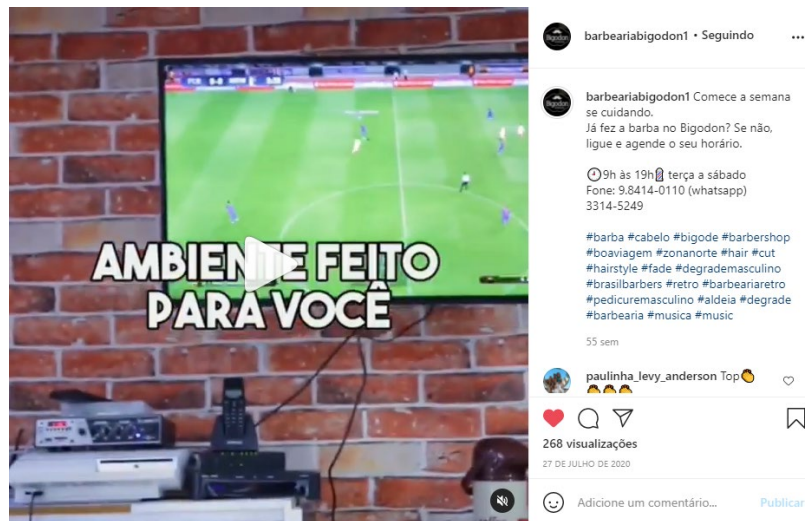 AMBIENTE FEITO
PARA VOCÊ
barbeariabigodon1 • Seguindo
Bigodon
barbeariabigodon1 Comece a semana
se cuidando.
Já fez a barba no Bigodon? Se não,
ligue e agende o seu horário.
9h às 19h terça a sábado
Fone: 9.8414-0110 (whatsapp)
3314-5249
#barba #cabelo #bigode #barbershop
#boaviagem #zonanorte #hair #cut
#hairstyle #fade #degrademasculino
#brasilbarbers #retro #barbeariaretro
#pedicuremasculino #aldeia #degrade
#barbearia #musica #music
55 sem
paulinha_levy_anderson Top
268 visualizações
27 DE JULHO DE 2020
Adicione um comentário... Publicar